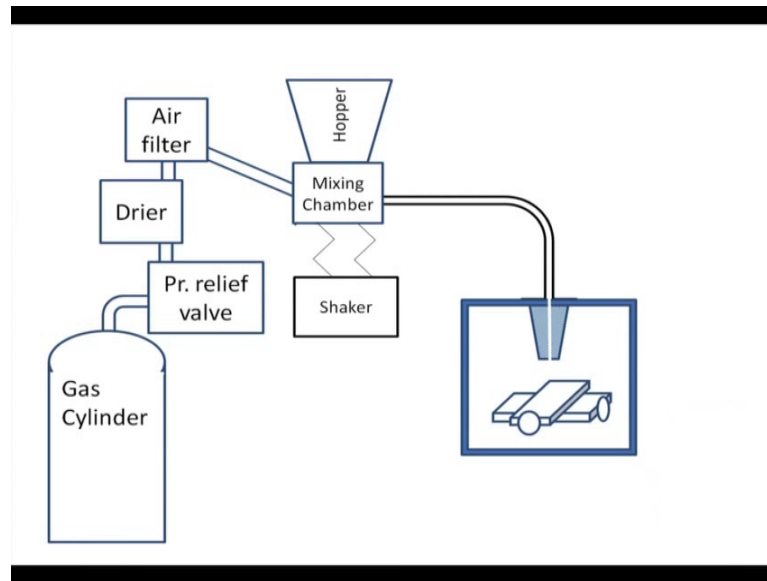 Air
filter
Hopper
Mixing
Chamber
Drier
Pr. relief
valve
Shaker
Gas
Cylinder